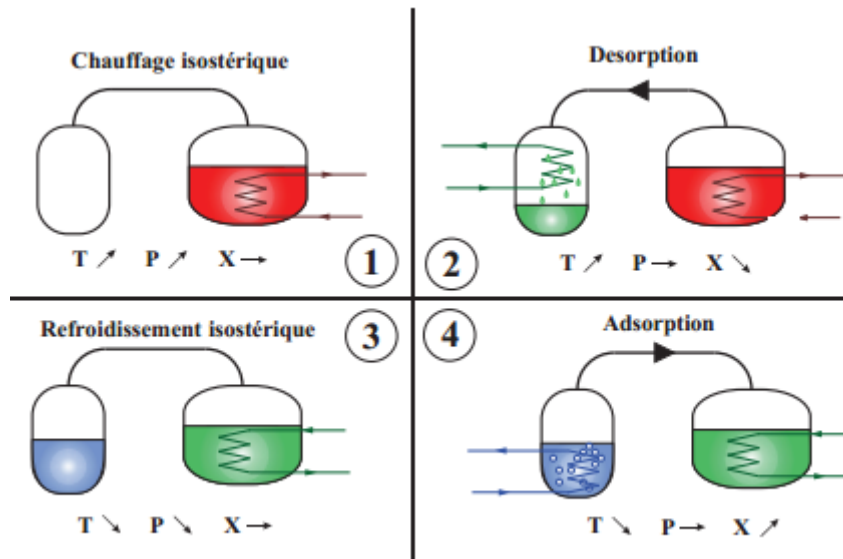 Chauffage isostérique
T ↗ P ↗ X →
1
Desorption
2
T ↗ P → X ↘
Refroidissement isostérique
3
T ↘ P ↘ X →
4
Adsorption
T ↘ P → X ↗